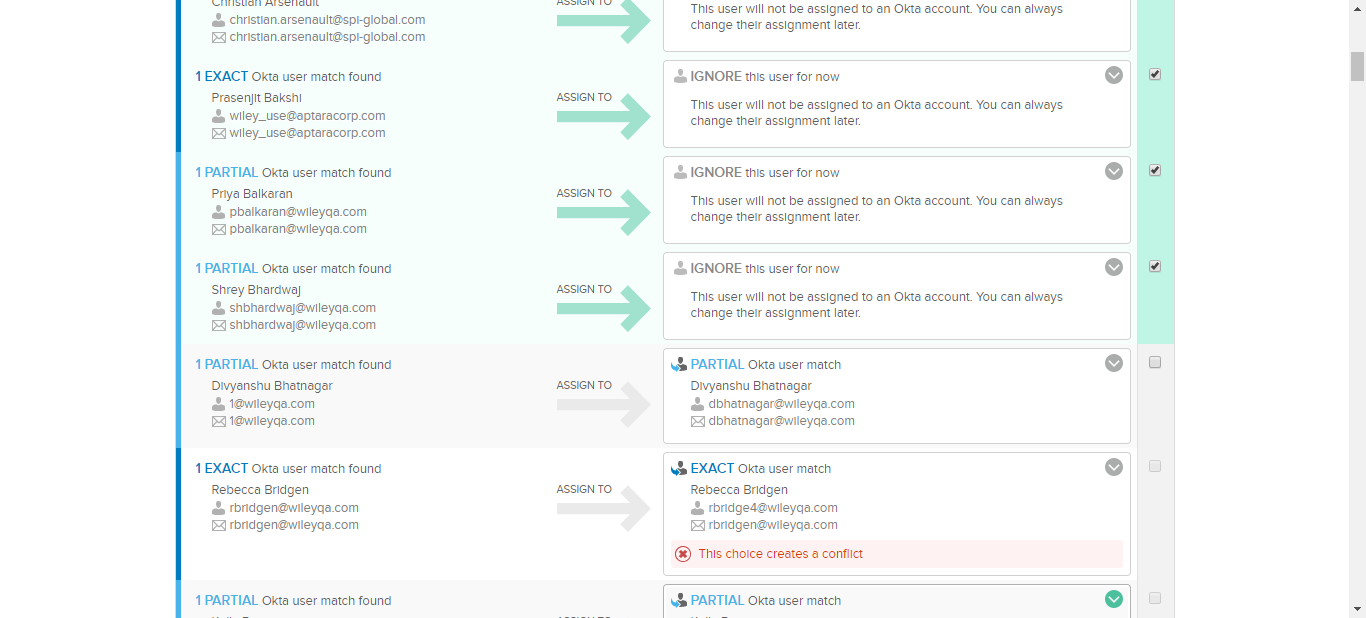 Christian Arsenault
christian.arsenault@spi-global.com
christian.arsenault@spi-global.com
ASSIGN TO
This user will not be assigned to an Okta account. You can always
change their assignment later.
1 EXACT Okta user match found
Prasenjit Bakshi
wiley_use@aptaracorp.com
wiley_use@aptaracorp.com
ASSIGN TO
IGNORE this user for now
This user will not be assigned to an Okta account. You can always
change their assignment later.
1 PARTIAL Okta user match found
Priya Balkaran
pbalkaran@wileyqa.com
pbalkaran@wileyqa.com
ASSIGN TO
IGNORE this user for now
This user will not be assigned to an Okta account. You can always
change their assignment later.
1 PARTIAL Okta user match found
Shrey Bhardwaj
shbhardwaj@wileyqa.com
shbhardwaj@wileyqa.com
ASSIGN TO
IGNORE this user for now
This user will not be assigned to an Okta account. You can always
change their assignment later.
1 PARTIAL Okta user match found
Divyanshu Bhatnagar
1@wileyqa.com
1@wileyqa.com
ASSIGN TO
PARTIAL Okta user match
Divyanshu Bhatnagar
dbhatnagar@wileyqa.com
dbhatnagar@wileyqa.com
1 EXACT Okta user match found
Rebecca Bridgen
rbridgen@wileyqa.com
rbridgen@wileyqa.com
ASSIGN TO
EXACT Okta user match
Rebecca Bridgen
rbridge4@wileyqa.com
rbridgen@wileyqa.com
This choice creates a conflict
1 PARTIAL Okta user match found
ASSIGN TO
PARTIAL Okta user match